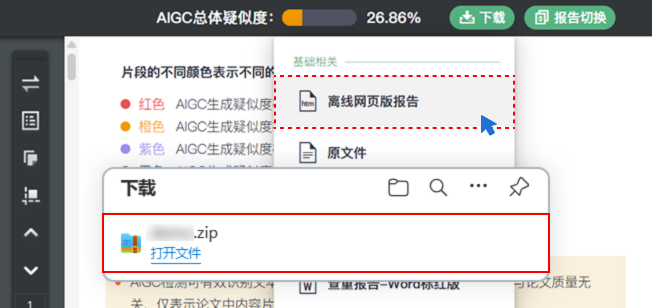 AIGC总体疑似度： 26.86% 下载 报告切换
基础相关
片段的不同颜色表示不同的
htm 离线网页版报告
红色 AIGC生成疑似度
橙色 AIGC生成疑似度
紫色 AIGC生成疑似度
原文件
下载
.zip
打开文件
AIGC检测可有效识别文本
W 查重报告-Word标红版
与论文质量无
关，仅表示论文中内容片
1